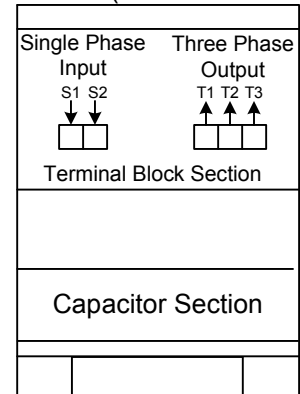 Single Phase Input
S1 S2
Three Phase Output
T1 T2 T3
Terminal Block Section
Capacitor Section